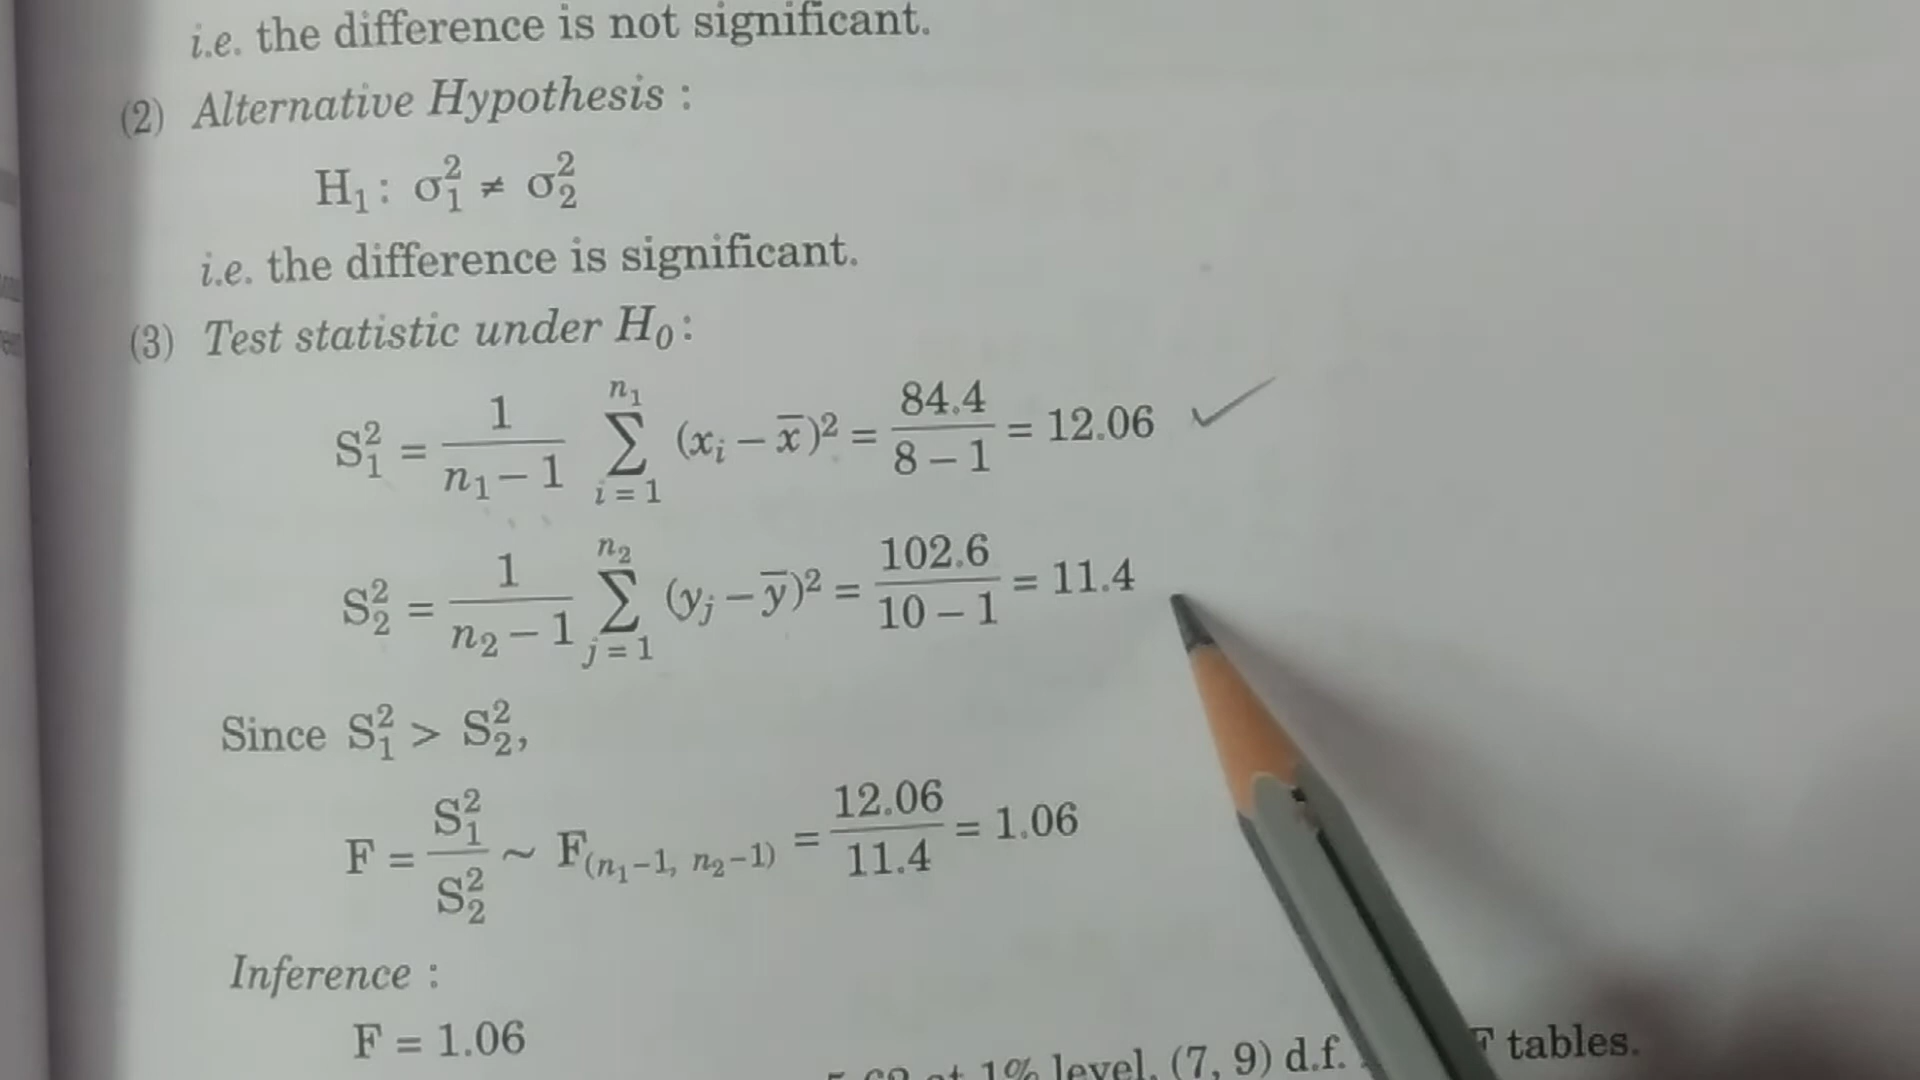 i.e. the difference is not significant.
(2) Alternative Hypothesis :
H₁ : σ₁² ≠ σ₂²
i.e. the difference is significant.
(3) Test statistic under H₀ :
S₁² = 1/(n₁ − 1) ∑_{i = 1}^{n₁} (xᵢ − x̄)² = 84.4/(8 − 1) = 12.06
S₂² = 1/(n₂ − 1) ∑_{j = 1}^{n₂} (yⱼ − ȳ)² = 102.6/(10 − 1) = 11.4
Since S₁² > S₂²,
F = S₁²/S₂² ~ F₍ₙ₁₋₁, ₙ₂₋₁₎ = 12.06/11.4 = 1.06
Inference :
F = 1.06
at 1% level, (7, 9) d.f. F tables.